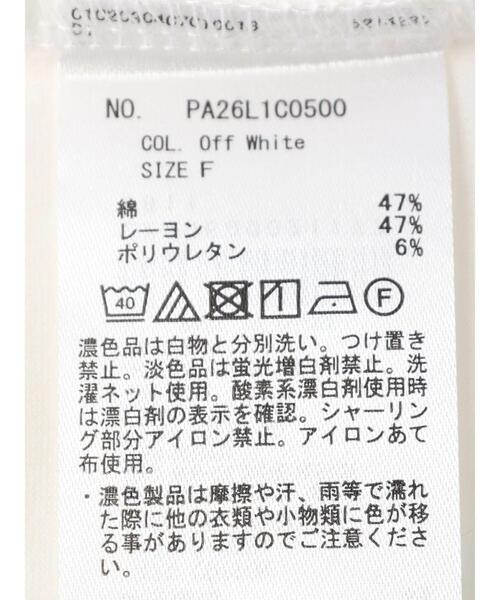 NO. PA26L1C0500
COL. Off White
SIZE F
綿 47%
レーヨン 47%
ポリウレタン 6%
40 F
濃色品は白物と分別洗い。つけ置き
禁止。淡色品は蛍光増白剤禁止。洗
濯ネット使用。酸素系漂白剤使用時
は漂白剤の表示を確認。シャーリン
グ部分アイロン禁止。アイロンあて
布使用。
・濃色製品は摩擦や汗、雨等で濡れ
た際に他の衣類や小物類に色が移
る事がありますのでご注意くださ
い。